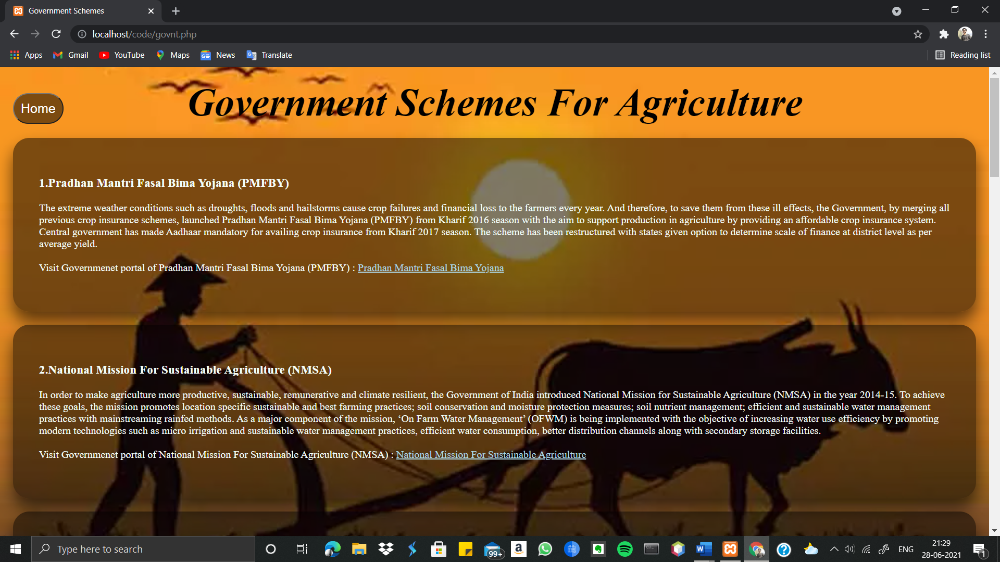 Government Schemes
localhost/code/govnt.php
Apps
Gmail
YouTube
Maps
News
Translate
Reading list
Home
Government Schemes For Agriculture
1.Pradhan Mantri Fasal Bima Yojana (PMFBY)
The extreme weather conditions such as droughts, floods and hailstorms cause crop failures and financial loss to the farmers every year. And therefore, to save them from these ill effects, the Government, by merging all
previous crop insurance schemes, launched Pradhan Mantri Fasal Bima Yojana (PMFBY) from Kharif 2016 season with the aim to support production in agriculture by providing an affordable crop insurance system.
Central government has made Aadhaar mandatory for availing crop insurance from Kharif 2017 season. The scheme has been restructured with states given option to determine scale of finance at district level as per
average yield.
Visit Governmenet portal of Pradhan Mantri Fasal Bima Yojana (PMFBY) : Pradhan Mantri Fasal Bima Yojana
2.National Mission For Sustainable Agriculture (NMSA)
In order to make agriculture more productive, sustainable, remunerative and climate resilient, the Government of India introduced National Mission for Sustainable Agriculture (NMSA) in the year 2014-15. To achieve
these goals, the mission promotes location specific sustainable and best farming practices; soil conservation and moisture protection measures; soil nutrient management; efficient and sustainable water management
practices with mainstreaming rainfed methods. As a major component of the mission, ‘On Farm Water Management’ (OFWM) is being implemented with the objective of increasing water use efficiency by promoting
modern technologies such as micro irrigation and sustainable water management practices, efficient water consumption, better distribution channels along with secondary storage facilities.
Visit Governmenet portal of National Mission For Sustainable Agriculture (NMSA) : National Mission For Sustainable Agriculture
Type here to search
99+
ENG
21:29
28-06-2021
1